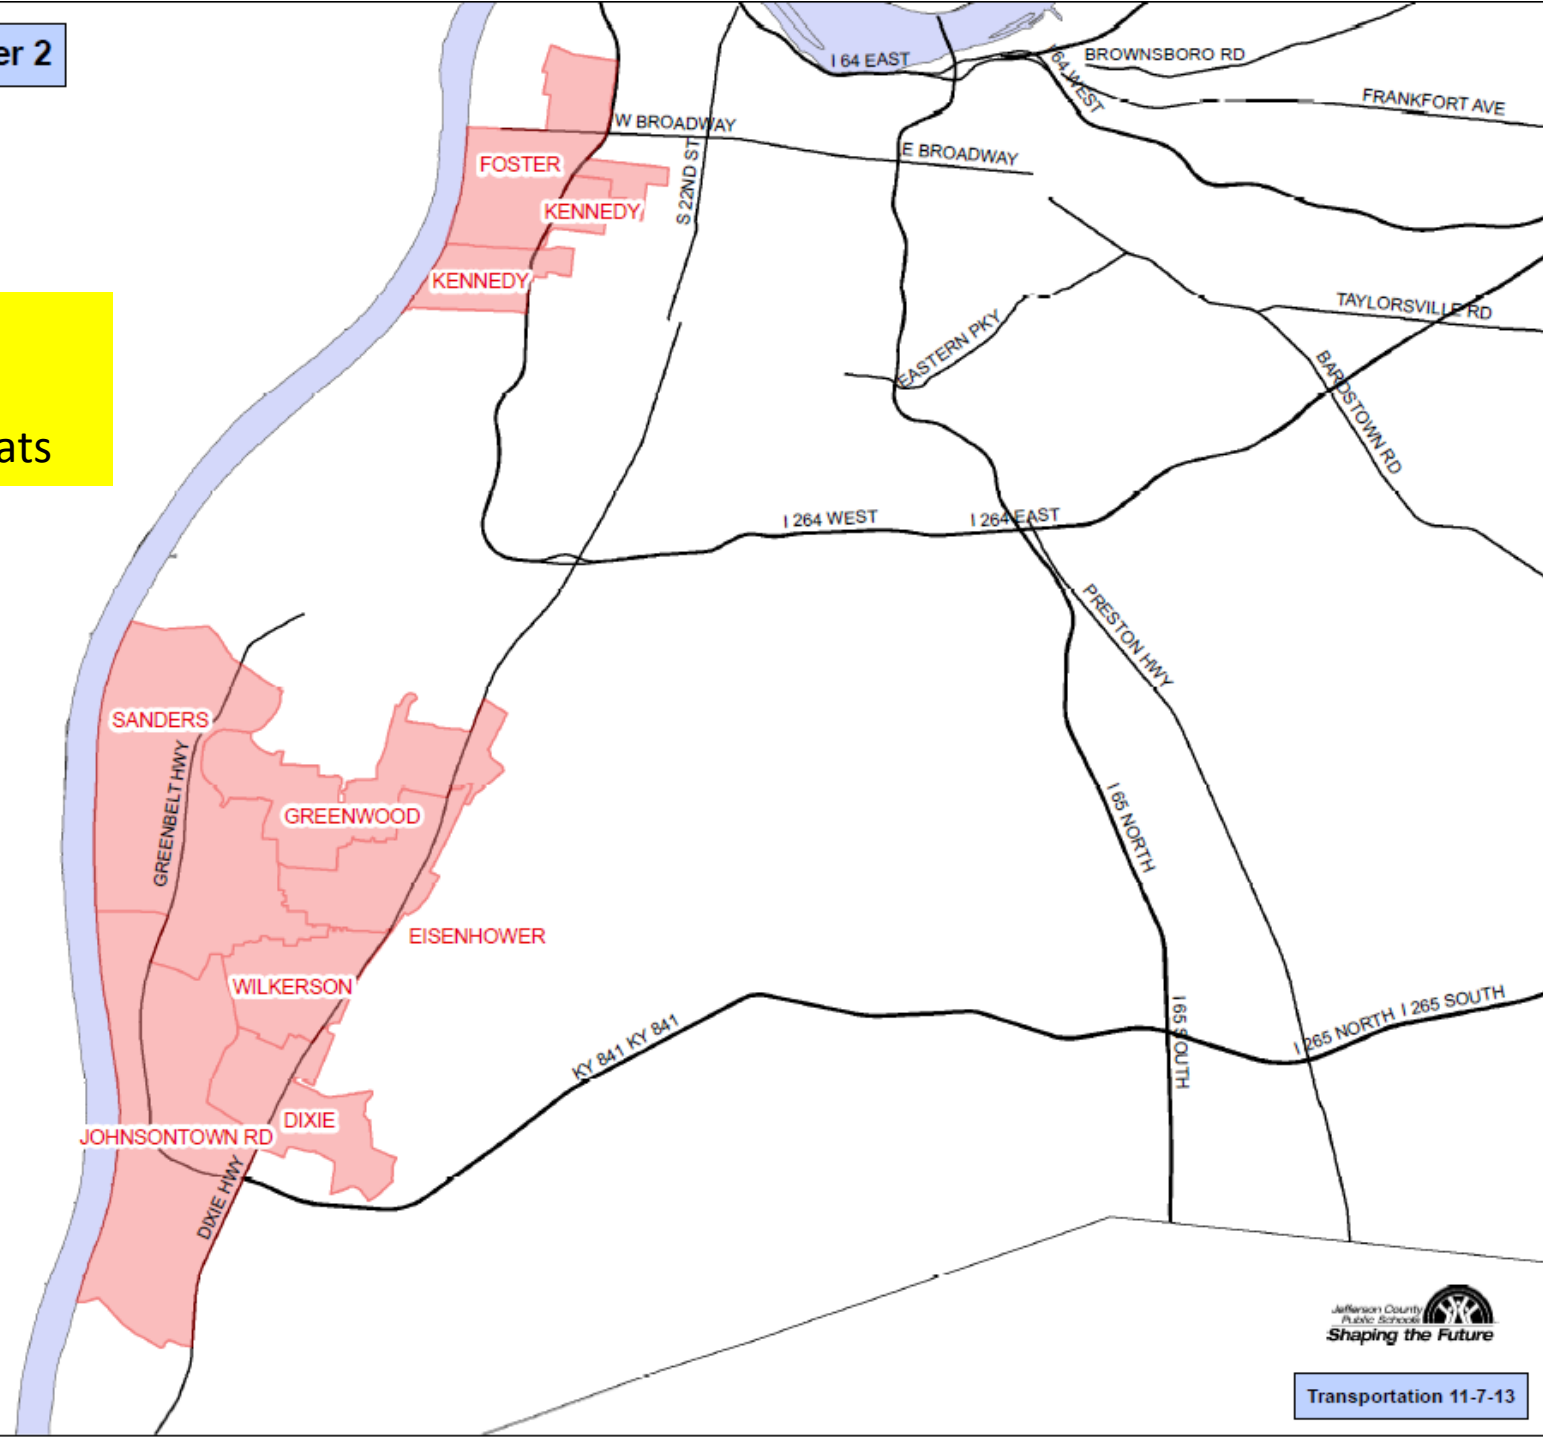 er 2
I 64 EAST
I 64 WEST
BROWNSBORO RD
FRANKFORT AVE
W BROADWAY
E BROADWAY
FOSTER
S 22ND ST
KENNEDY
KENNEDY
TAYLORSVILLE RD
EASTERN PKY
BARDSTOWN RD
ats
I 264 WEST
I 264 EAST
PRESTON HWY
SANDERS
GREENBELT HWY
GREENWOOD
I 65 NORTH
EISENHOWER
WILKERSON
KY 841 KY 841
I 65 SOUTH
I 265 NORTH I 265 SOUTH
DIXIE
JOHNSONTOWN RD
DIXIE HWY
Jefferson County
Public Schools
Shaping the Future
Transportation 11-7-13